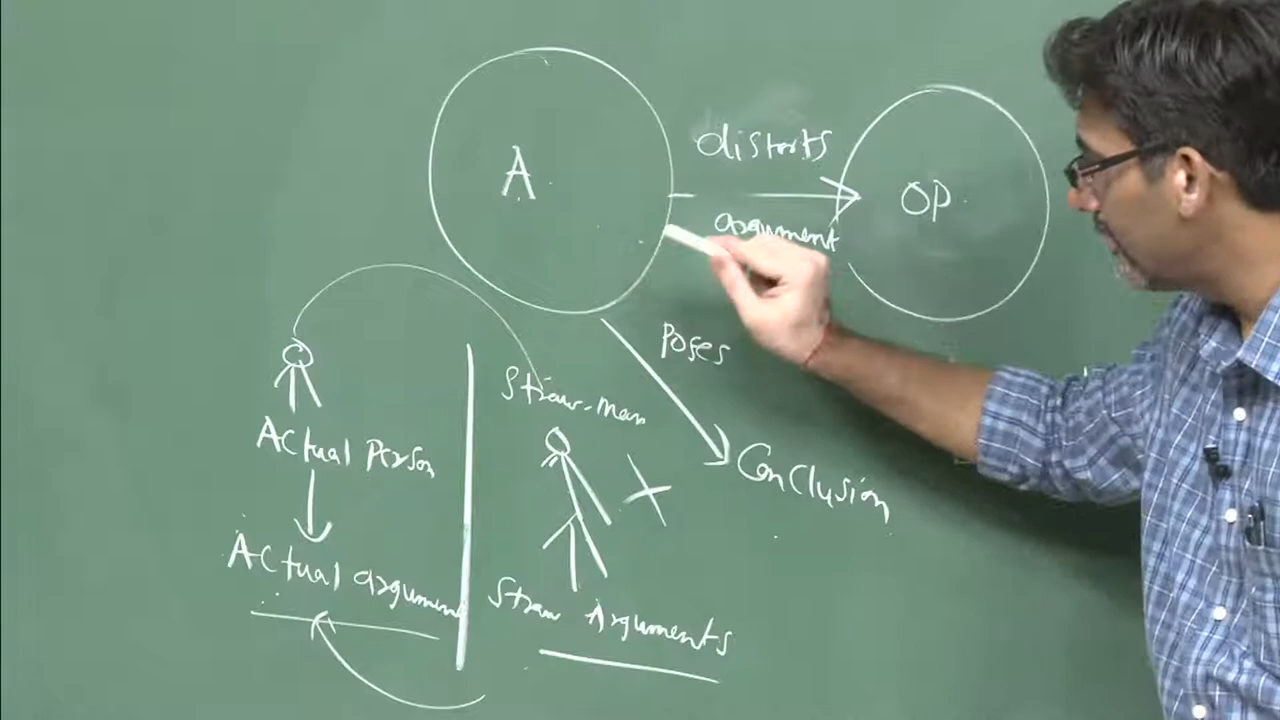 A
distorts
argument
OP
Poses
Conclusion
Actual Person
Actual argument
Straw-man
Straw Arguments